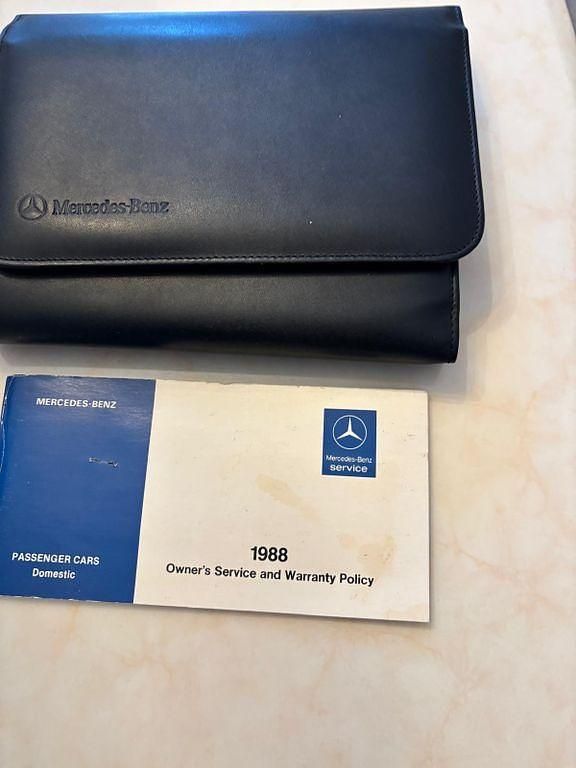 Mercedes-Benz
MERCEDES-BENZ
Mercedes-Benz
service
1988
Owner's Service and Warranty Policy
PASSENGER CARS
Domestic